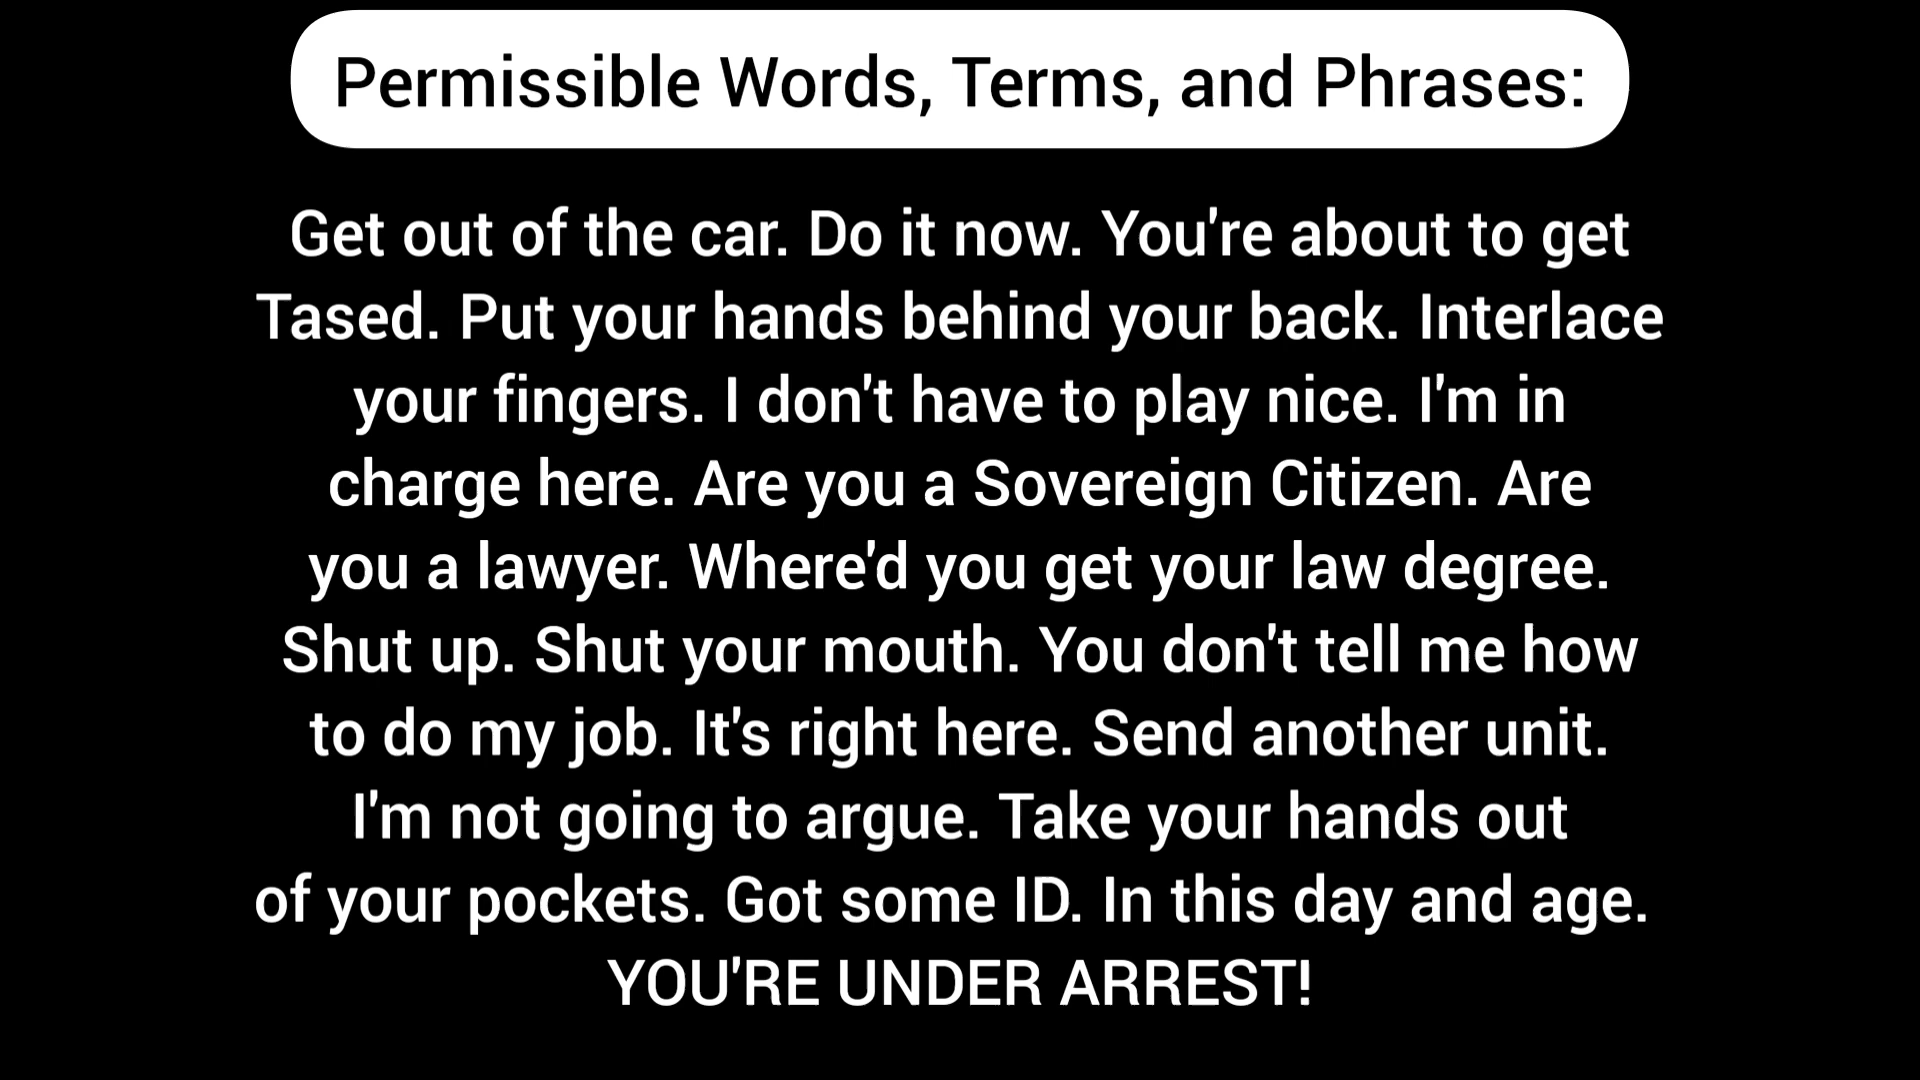 Permissible Words, Terms, and Phrases:
Get out of the car. Do it now. You're about to get
Tased. Put your hands behind your back. Interlace
your fingers. I don't have to play nice. I'm in
charge here. Are you a Sovereign Citizen. Are
you a lawyer. Where'd you get your law degree.
Shut up. Shut your mouth. You don't tell me how
to do my job. It's right here. Send another unit.
I'm not going to argue. Take your hands out
of your pockets. Got some ID. In this day and age.
YOU'RE UNDER ARREST!